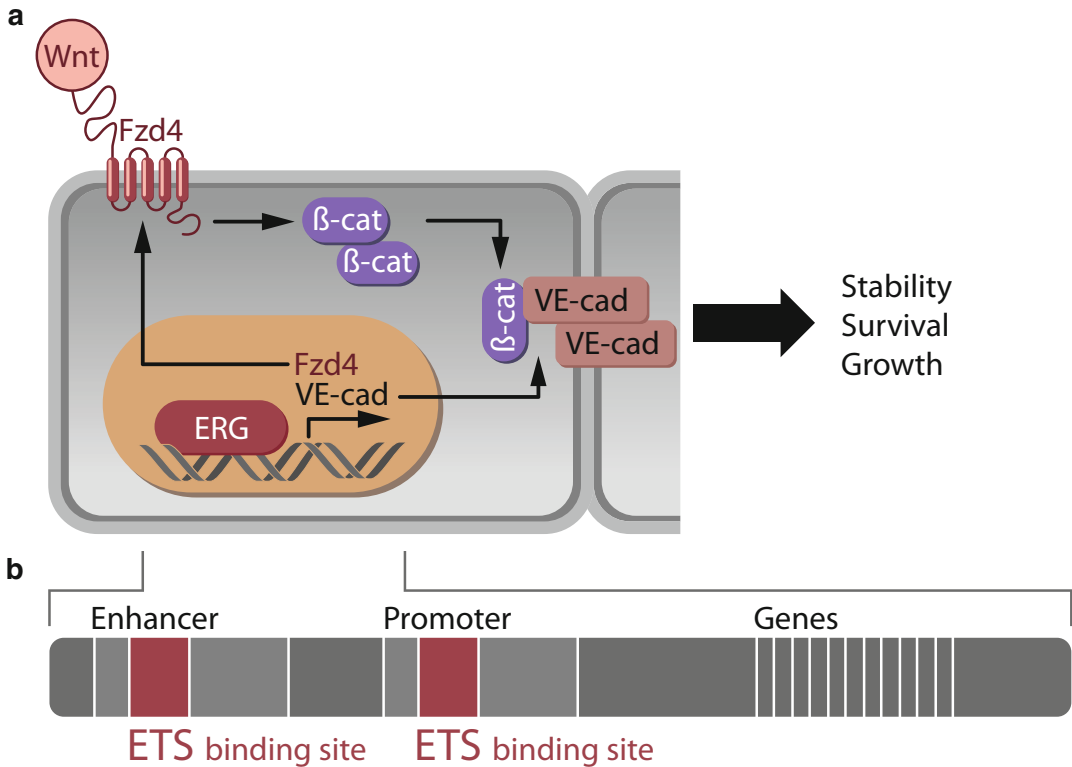 a
Wnt
Fzd4
ß-cat
ß-cat
ß-cat
VE-cad
VE-cad
Stability
Survival
Growth
Fzd4
VE-cad
ERG
b
Enhancer
Promoter
Genes
ETS binding site
ETS binding site